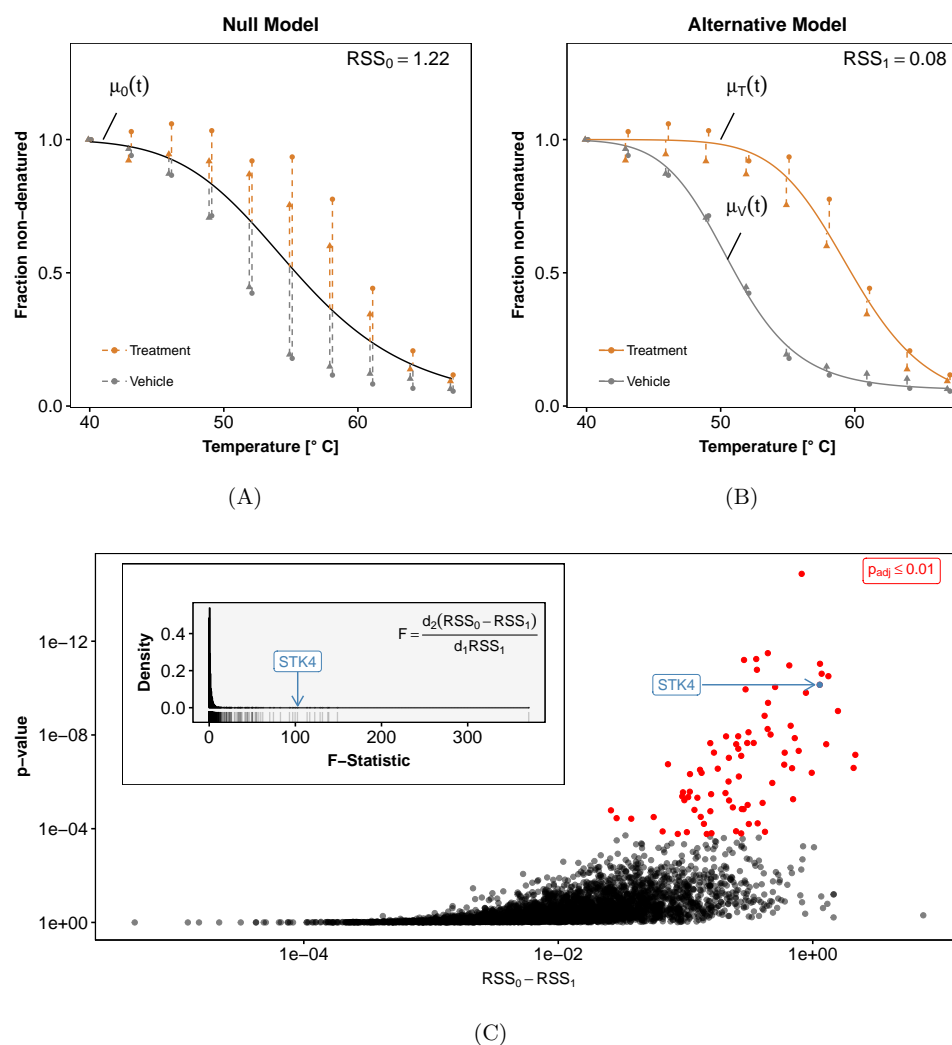 Null Model
RSS₀ = 1.22
μ₀(t)
Fraction non−denatured
1.0
0.5
0.0
Treatment
Vehicle
40
50
60
Temperature [° C]
(A)
Alternative Model
RSS₁ = 0.08
μ_T(t)
μ_V(t)
Fraction non−denatured
1.0
0.5
0.0
Treatment
Vehicle
40
50
60
Temperature [° C]
(B)
p_adj ≤ 0.01
p−value
1e−12
1e−08
1e−04
1e+00
STK4
Density
0.4
0.2
0.0
F = d₂(RSS₀ − RSS₁) / d₁RSS₁
STK4
0
100
200
300
F−Statistic
1e−04
1e−02
1e+00
RSS₀ − RSS₁
(C)